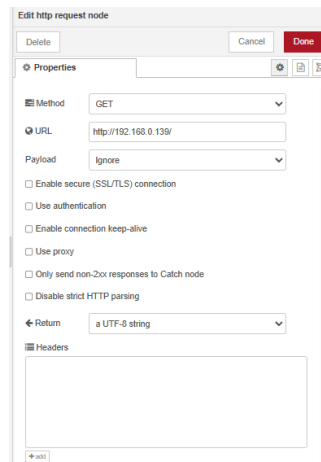 Edit http request node
Delete Cancel Done
Properties
Method GET
URL http://192.168.0.139/
Payload Ignore
Enable secure (SSL/TLS) connection
Use authentication
Enable connection keep-alive
Use proxy
Only send non-2xx responses to Catch node
Disable strict HTTP parsing
Return a UTF-8 string
Headers
+add